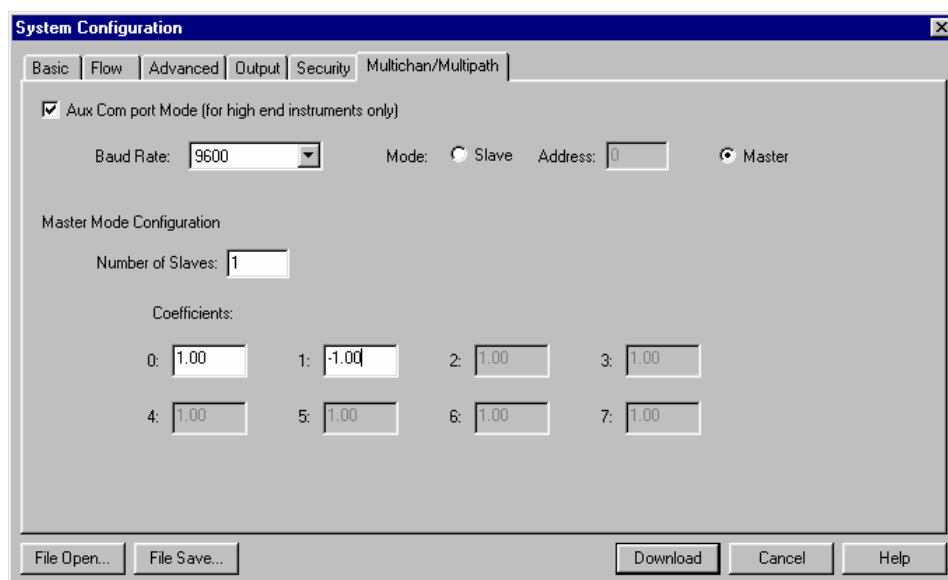 System Configuration
Basic Flow Advanced Output Security Multichan/Multipath
Aux Com port Mode (for high end instruments only)
Baud Rate: 9600 Mode: Slave Address: 0 Master
Master Mode Configuration
Number of Slaves: 1
Coefficients:
0: 1.00 1: -1.00 2: 1.00 3: 1.00
4: 1.00 5: 1.00 6: 1.00 7: 1.00
File Open... File Save... Download Cancel Help